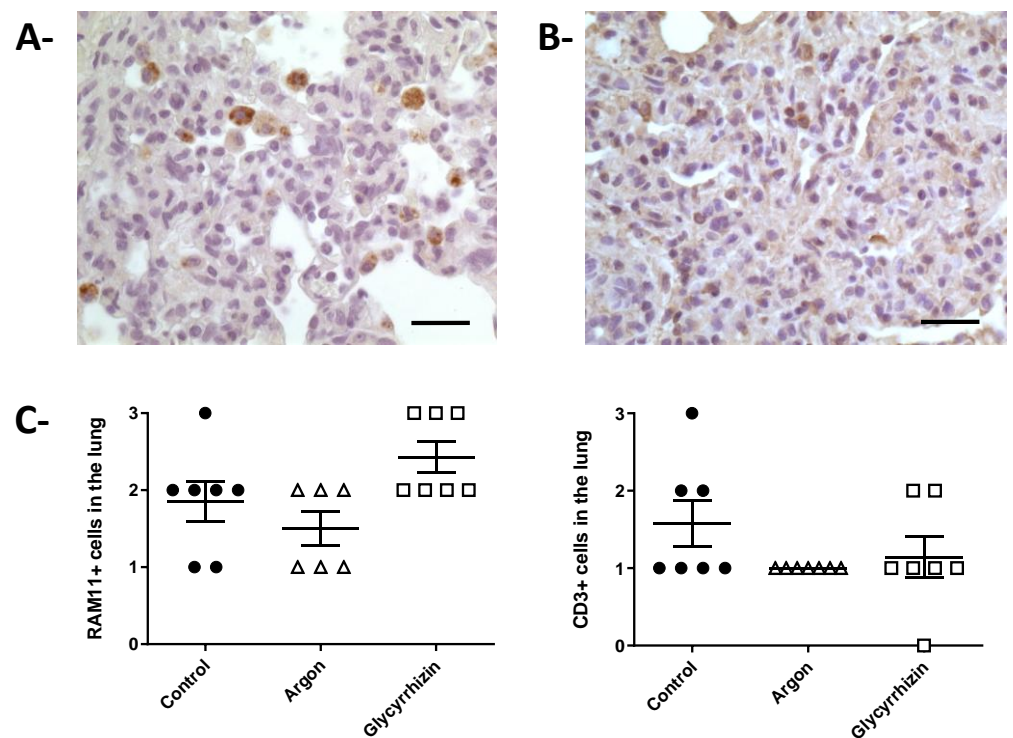 A-
B-
C-
RAM11+ cells in the lung
3
2
1
0
Control
Argon
Glycyrrhizin
CD3+ cells in the lung
3
2
1
0
Control
Argon
Glycyrrhizin